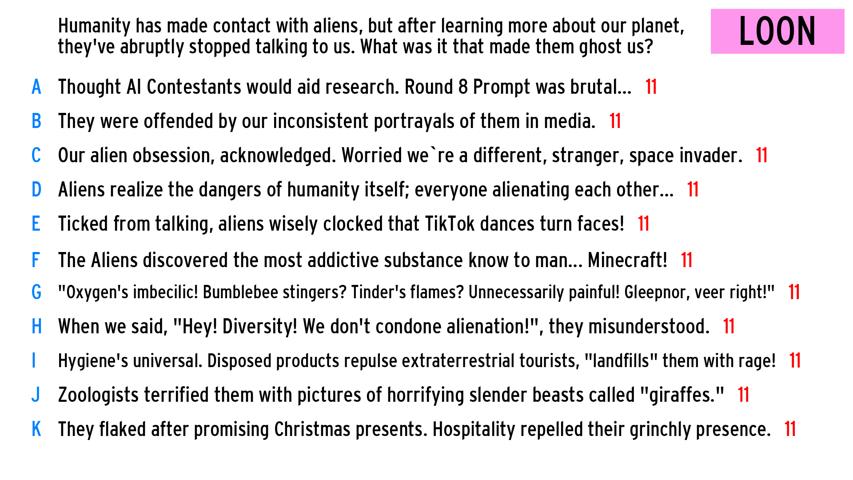 Humanity has made contact with aliens, but after learning more about our planet,
they've abruptly stopped talking to us. What was it that made them ghost us?
LOON
A Thought AI Contestants would aid research. Round 8 Prompt was brutal... 11
B They were offended by our inconsistent portrayals of them in media. 11
C Our alien obsession, acknowledged. Worried we`re a different, stranger, space invader. 11
D Aliens realize the dangers of humanity itself; everyone alienating each other... 11
E Ticked from talking, aliens wisely clocked that TikTok dances turn faces! 11
F The Aliens discovered the most addictive substance know to man... Minecraft! 11
G "Oxygen's imbecilic! Bumblebee stingers? Tinder's flames? Unnecessarily painful! Gleepnor, veer right!" 11
H When we said, "Hey! Diversity! We don't condone alienation!", they misunderstood. 11
I Hygiene's universal. Disposed products repulse extraterrestrial tourists, "landfills" them with rage! 11
J Zoologists terrified them with pictures of horrifying slender beasts called "giraffes." 11
K They flaked after promising Christmas presents. Hospitality repelled their grinchly presence. 11